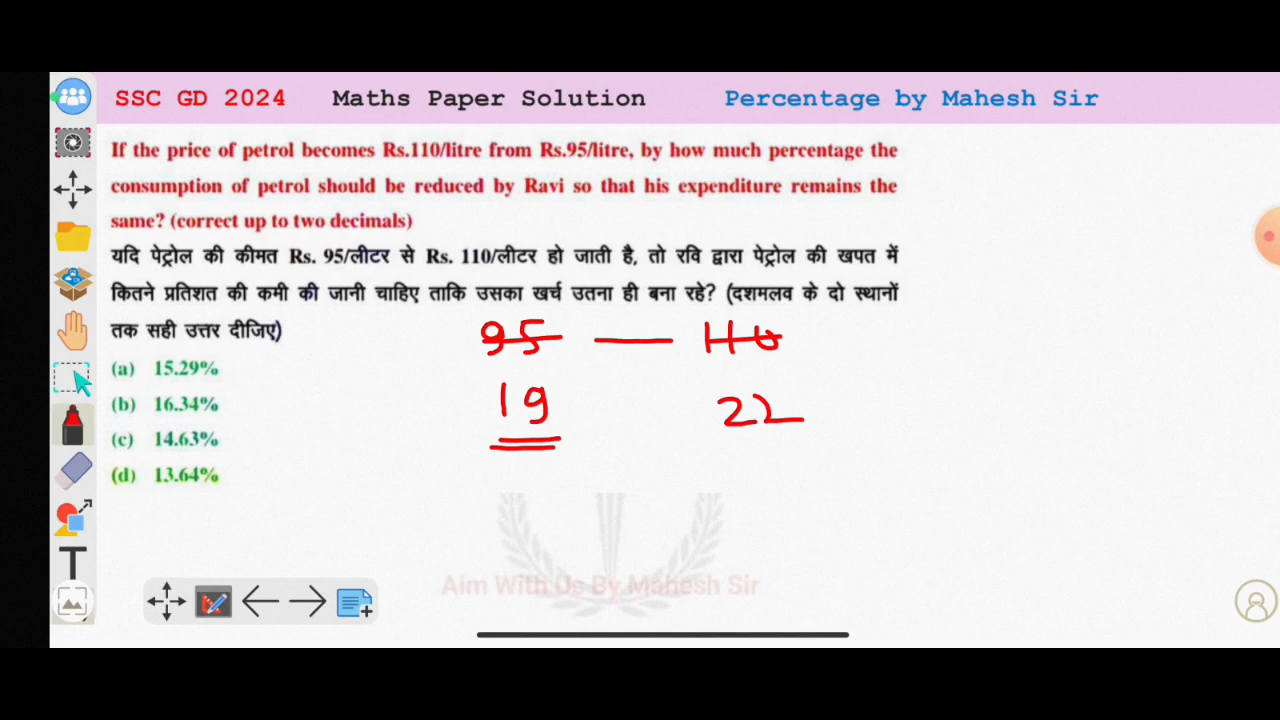 SSC GD 2024 Maths Paper Solution Percentage by Mahesh Sir
If the price of petrol becomes Rs.110/litre from Rs.95/litre, by how much percentage the
consumption of petrol should be reduced by Ravi so that his expenditure remains the
same? (correct up to two decimals)
यदि पेट्रोल की कीमत Rs. 95/लीटर से Rs. 110/लीटर हो जाती है, तो रवि द्वारा पेट्रोल की खपत में
कितने प्रतिशत की कमी की जानी चाहिए ताकि उसका खर्च उतना ही बना रहे? (दशमलव के दो स्थानों
तक सही उत्तर दीजिए)
95 — 110
(a) 15.29%
19 22
(b) 16.34%
(c) 14.63%
(d) 13.64%
T
Aim With Us By Mahesh Sir